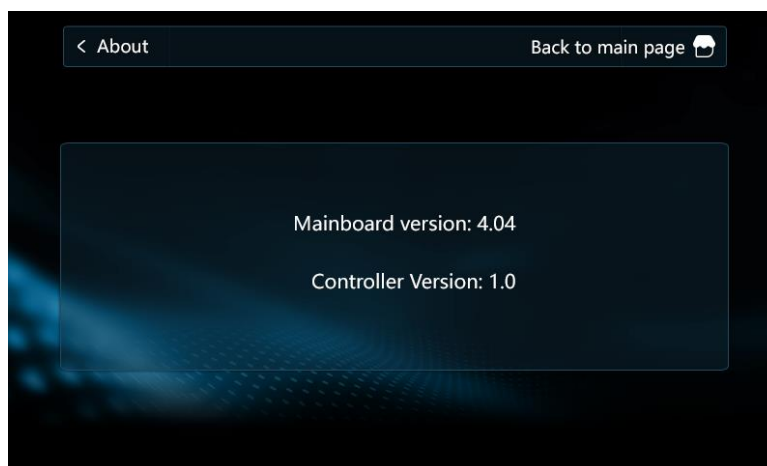 < About
Back to main page
Mainboard version: 4.04
Controller Version: 1.0